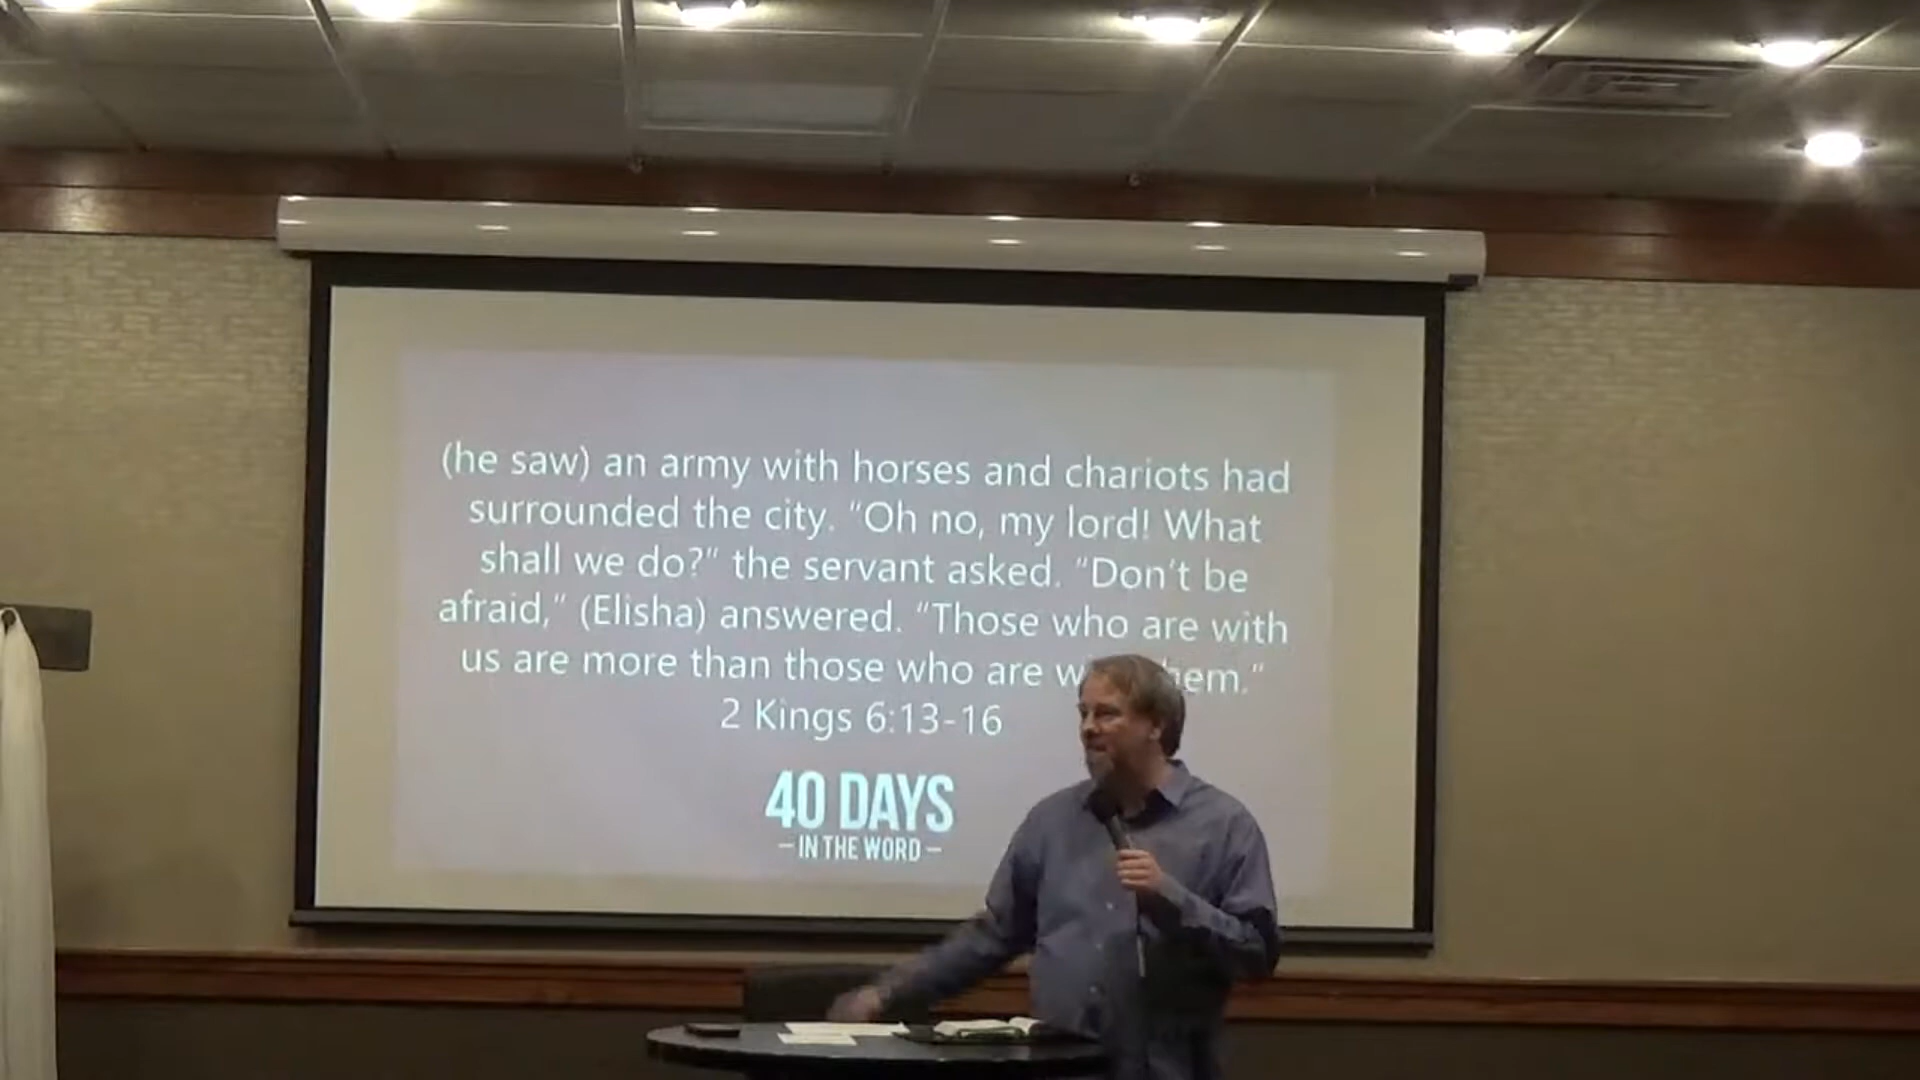 (he saw) an army with horses and chariots had
surrounded the city. "Oh no, my lord! What
shall we do?" the servant asked. "Don't be
afraid," (Elisha) answered. "Those who are with
us are more than those who are
2 Kings 6:13-16
40 DAYS
– IN THE WORD –